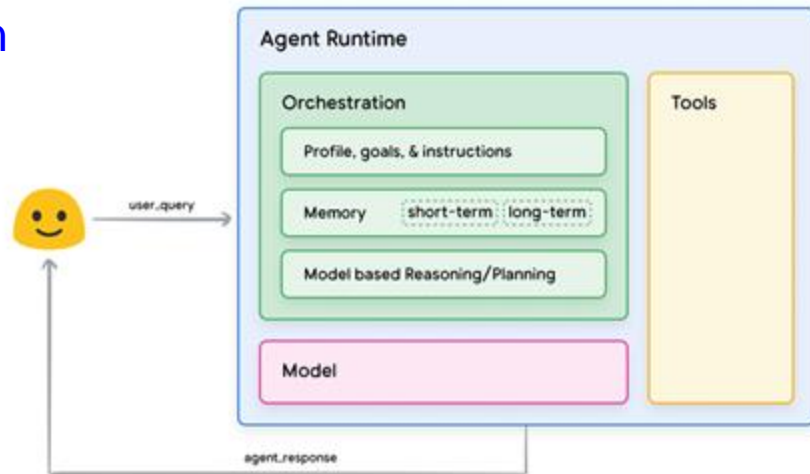 Agent Runtime
Orchestration
Tools
Profile, goals, & instructions
user_query
Memory short-term long-term
Model based Reasoning/Planning
Model
agent_response